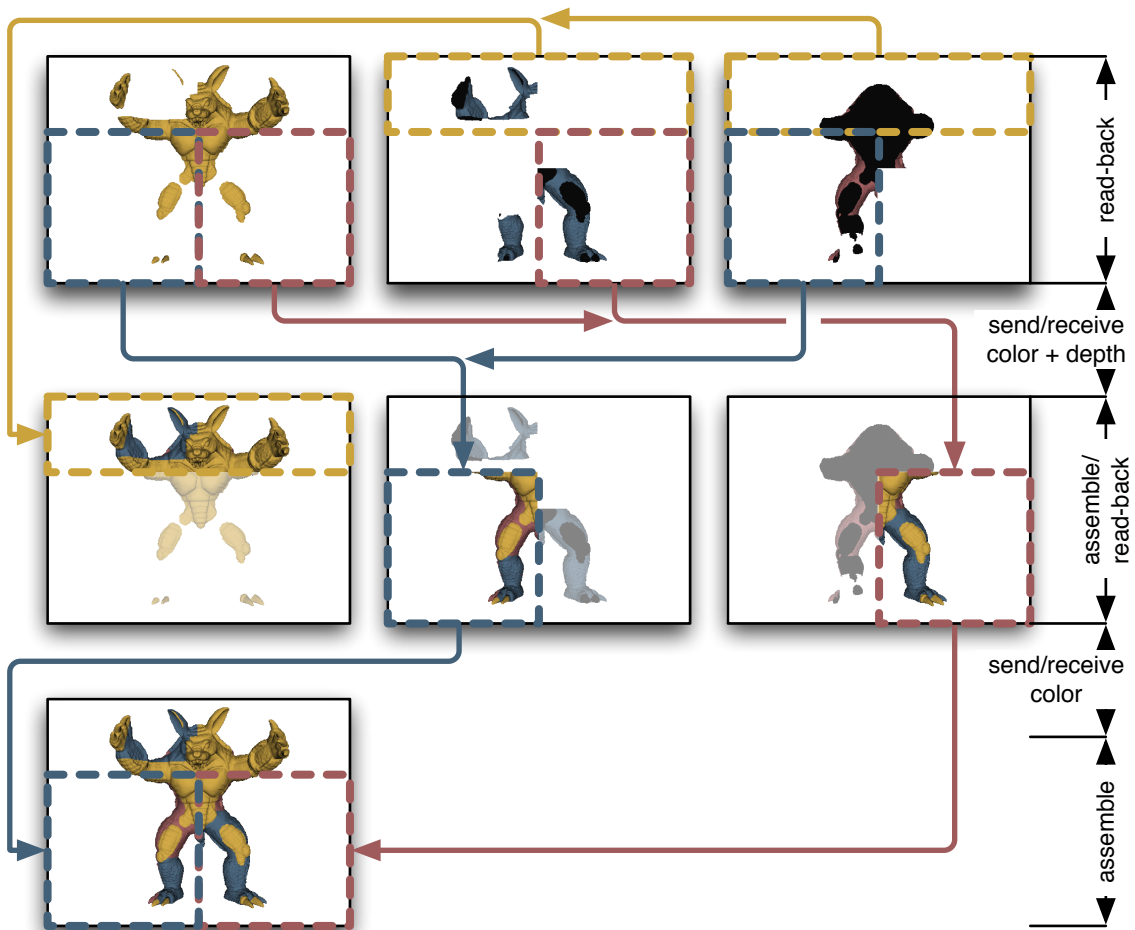 read-back
send/receive
color + depth
assemble/
read-back
send/receive
color
assemble